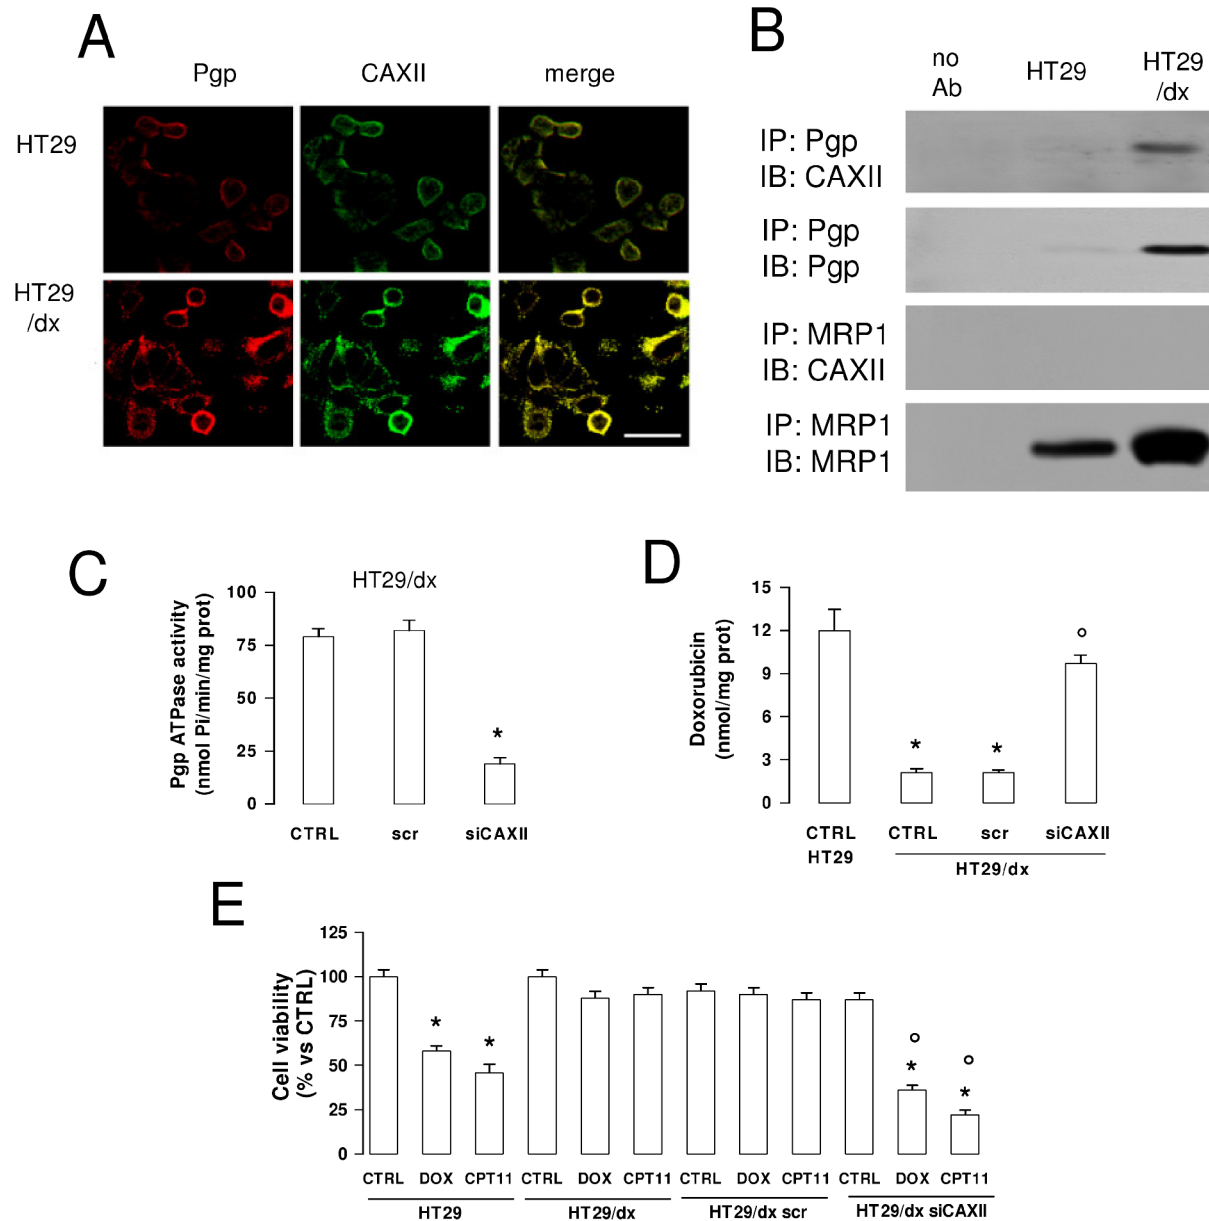 A
Pgp CAXII merge
HT29
HT29
/dx
B
no
Ab
HT29
HT29
/dx
IP: Pgp
IB: CAXII
IP: Pgp
IB: Pgp
IP: MRP1
IB: CAXII
IP: MRP1
IB: MRP1
C
HT29/dx
Pgp ATPase activity
(nmol Pi/min/mg prot)
100
75
50
25
0
*
CTRL scr siCAXII
D
Doxorubicin
(nmol/mg prot)
15
12
9
6
3
0
* * °
CTRL CTRL scr siCAXII
HT29
HT29/dx
E
Cell viability
(% vs CTRL)
125
100
75
50
25
0
* *
° °
* *
CTRL DOX CPT11 CTRL DOX CPT11 CTRL DOX CPT11 CTRL DOX CPT11
HT29 HT29/dx HT29/dx scr HT29/dx siCAXII